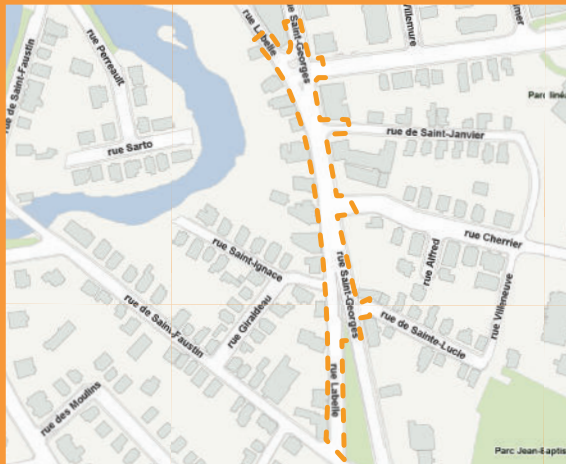 rue Labelle
rue Saint-Georges
Villemure
rue Perreault
rue de Saint-Faustin
Parc linéa
rue de Saint-Janvier
rue Sarto
rue Cherrier
rue Saint-Ignace
rue Alfred
rue Saint-Georges
rue Villeneuve
rue de Saint-Faustin
rue Giraldeau
rue de Sainte-Lucie
rue Labelle
rue des Moulins
Parc Jean-Baptis